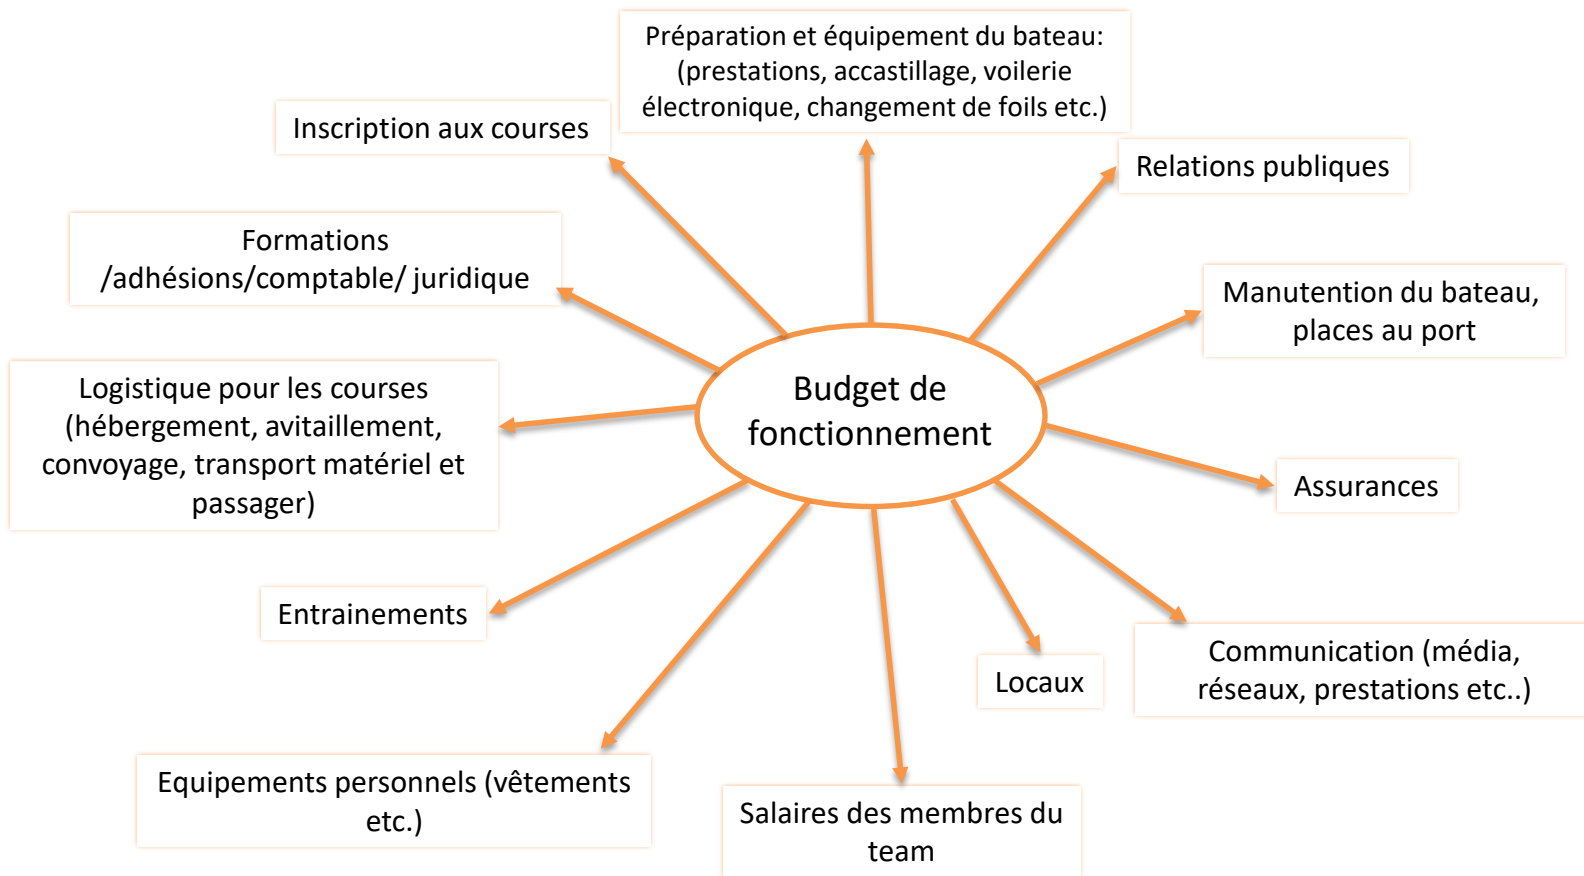 Préparation et équipement du bateau:
(prestations, accastillage, voilerie
électronique, changement de foils etc.)
Inscription aux courses
Relations publiques
Formations
/adhésions/comptable/ juridique
Manutention du bateau,
places au port
Logistique pour les courses
(hébergement, avitaillement,
convoyage, transport matériel et
passager)
Budget de
fonctionnement
Assurances
Entrainements
Communication (média,
réseaux, prestations etc..)
Locaux
Equipements personnels (vêtements
etc.)
Salaires des membres du
team